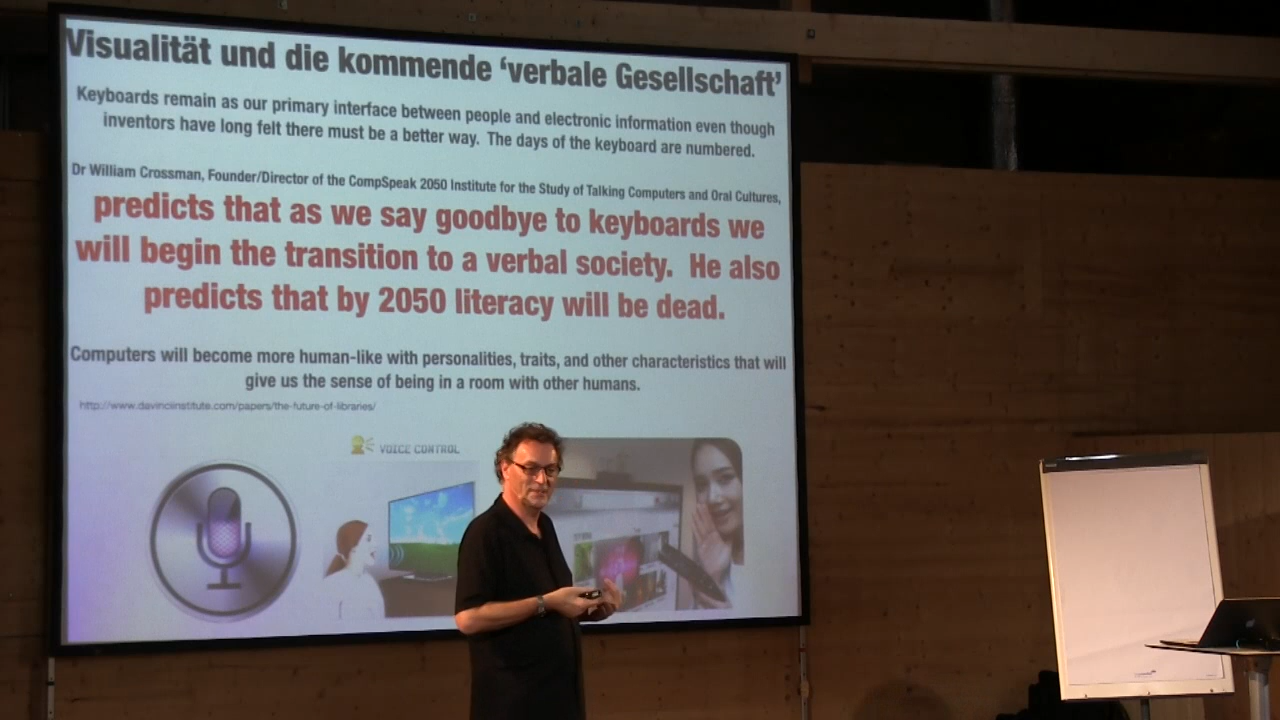 Visualität und die kommende ‘verbale Gesellschaft’
Keyboards remain as our primary interface between people and electronic information even though
inventors have long felt there must be a better way. The days of the keyboard are numbered.
Dr William Crossman, Founder/Director of the CompSpeak 2050 Institute for the Study of Talking Computers and Oral Cultures,
predicts that as we say goodbye to keyboards we
will begin the transition to a verbal society. He also
predicts that by 2050 literacy will be dead.
Computers will become more human-like with personalities, traits, and other characteristics that will
give us the sense of being in a room with other humans.
http://www.davinciinstitute.com/papers/the-future-of-libraries/
VOICE CONTROL